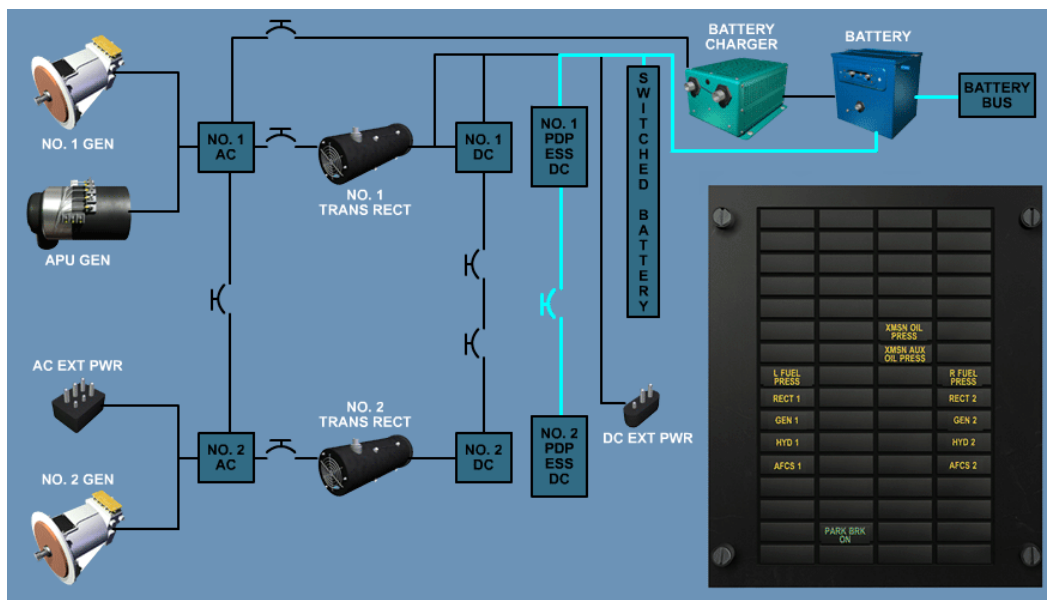 NO. 1 GEN
APU GEN
AC EXT PWR
NO. 2 GEN
NO. 1
AC
NO. 2
AC
NO. 1
TRANS RECT
NO. 2
TRANS RECT
NO. 1
DC
NO. 2
DC
NO. 1
PDP
ESS
DC
NO. 2
PDP
ESS
DC
SWITCHED BATTERY
DC EXT PWR
BATTERY
CHARGER
BATTERY
BATTERY
BUS
XMSN OIL
PRESS
XMSN AUX
OIL PRESS
L FUEL
PRESS
R FUEL
PRESS
RECT 1
RECT 2
GEN 1
GEN 2
HYD 1
HYD 2
AFCS 1
AFCS 2
PARK BRK
ON